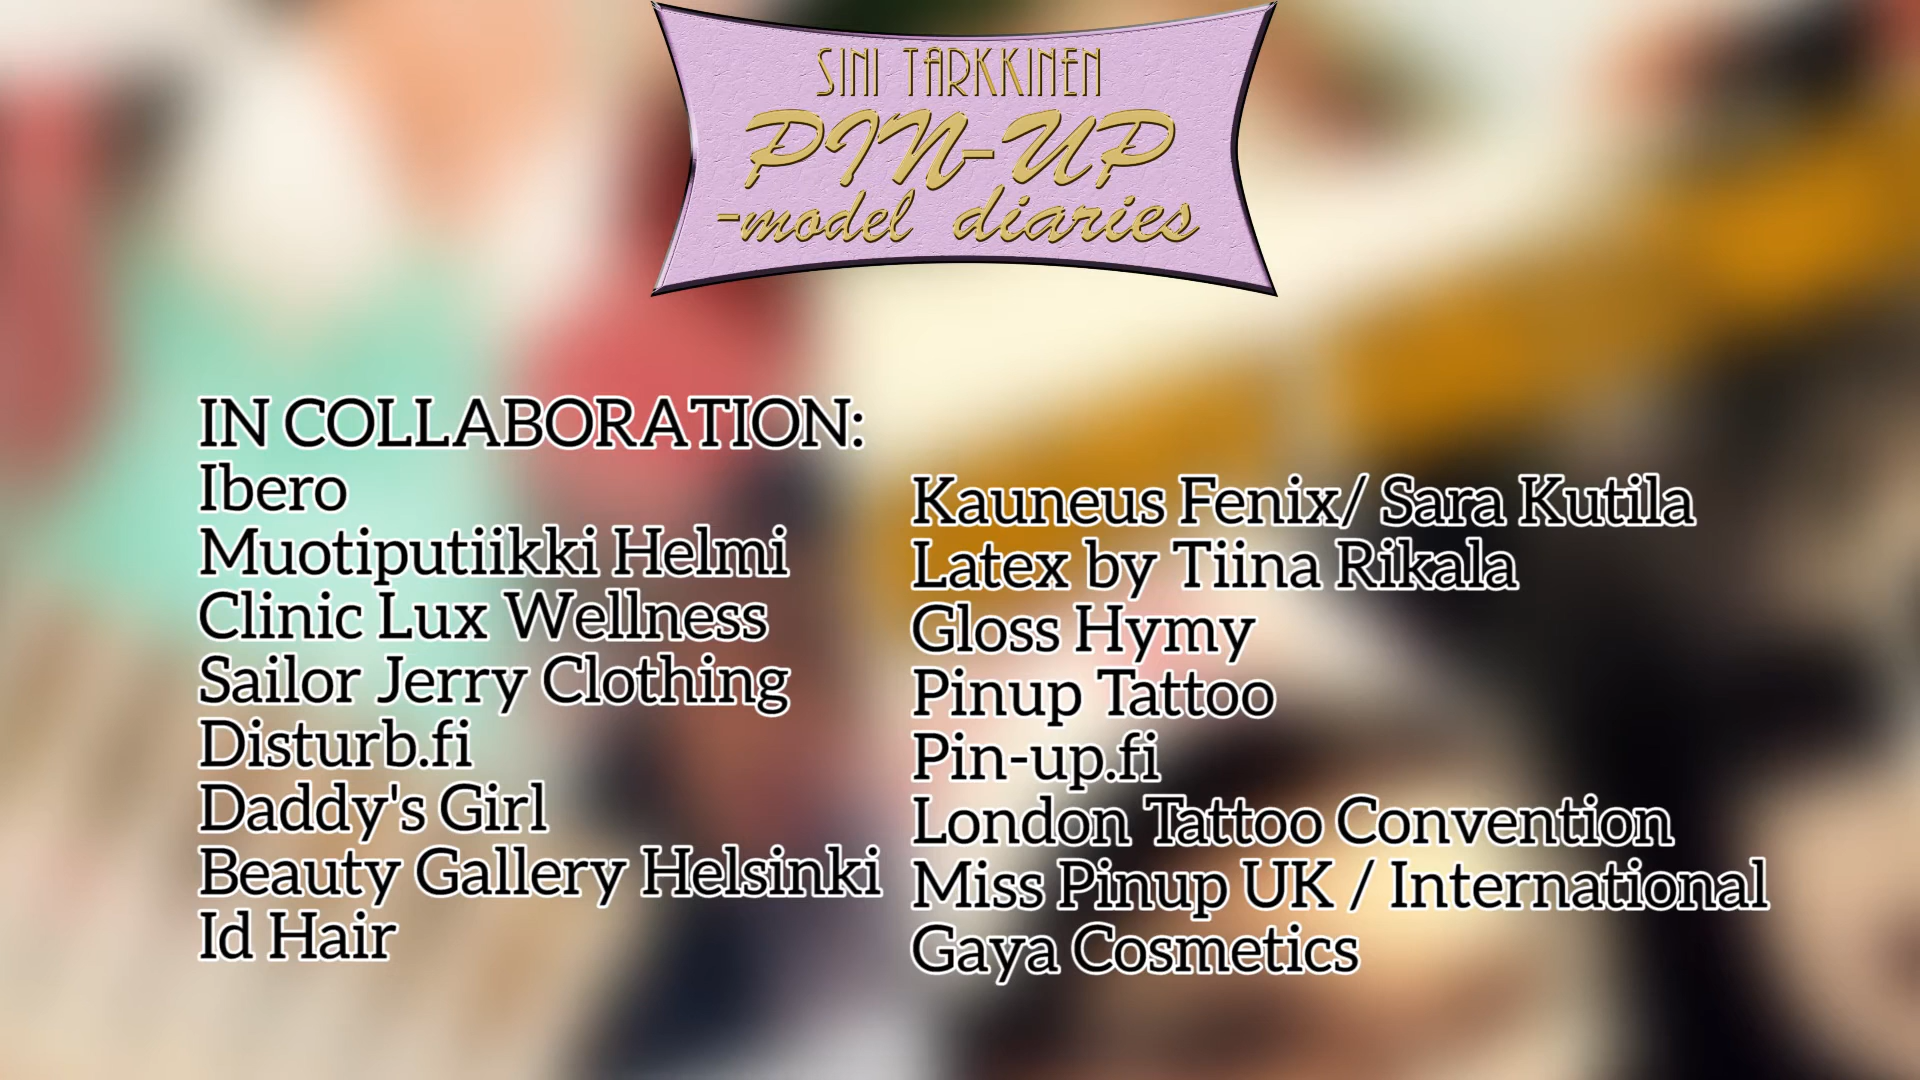 SINI TARKKINEN
PIN-UP
-model diaries
IN COLLABORATION:
Ibero
Muotiputiikki Helmi
Clinic Lux Wellness
Sailor Jerry Clothing
Disturb.fi
Daddy's Girl
Beauty Gallery Helsinki
Id Hair
Kauneus Fenix/ Sara Kutila
Latex by Tiina Rikala
Gloss Hymy
Pinup Tattoo
Pin-up.fi
London Tattoo Convention
Miss Pinup UK / International
Gaya Cosmetics